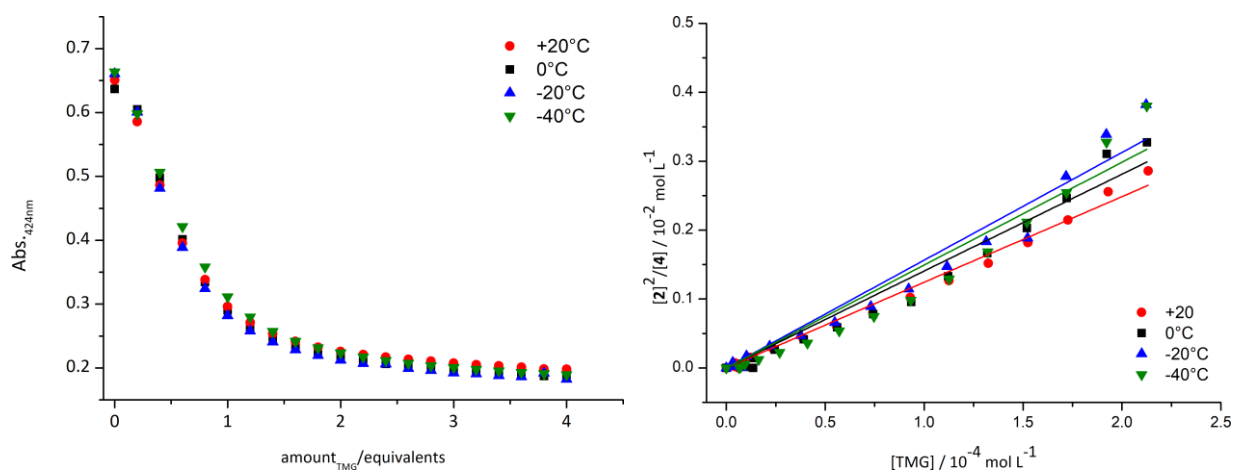 0.7
0.6
0.5
0.4
0.3
0.2
Abs.424nm
0 1 2 3 4
amountTMG/equivalents
+20°C
0°C
-20°C
-40°C
0.5
0.4
0.3
0.2
0.1
0.0
[2]²/[4] / 10⁻² mol L⁻¹
0.0 0.5 1.0 1.5 2.0 2.5
[TMG] / 10⁻⁴ mol L⁻¹
+20
0°C
-20°C
-40°C